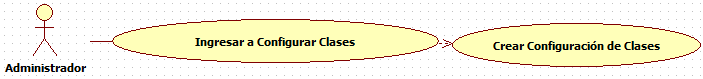 Ingresar a Configurar Clases
Crear Configuración de Clases
Administrador